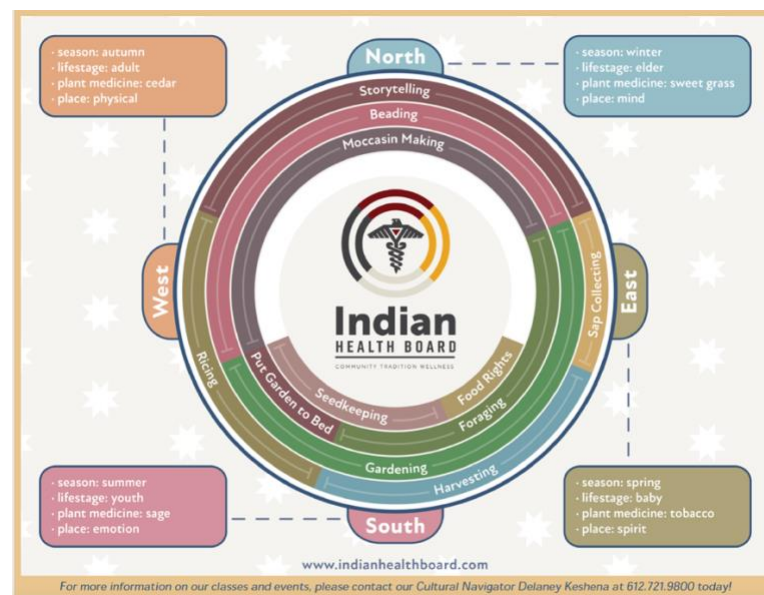 · season: autumn
· lifestage: adult
· plant medicine: cedar
· place: physical
North
· season: winter
· lifestage: elder
· plant medicine: sweet grass
· place: mind
Storytelling
Beading
Moccasin Making
West
East
Sap Collecting
Indian
HEALTH BOARD
COMMUNITY TRADITION WELLNESS
Ricing
Put Garden to Bed
Seedkeeping
Food Rights
Foraging
Gardening
Harvesting
· season: summer
· lifestage: youth
· plant medicine: sage
· place: emotion
South
· season: spring
· lifestage: baby
· plant medicine: tobacco
· place: spirit
www.indianhealthboard.com
For more information on our classes and events, please contact our Cultural Navigator Delaney Keshena at 612.721.9800 today!